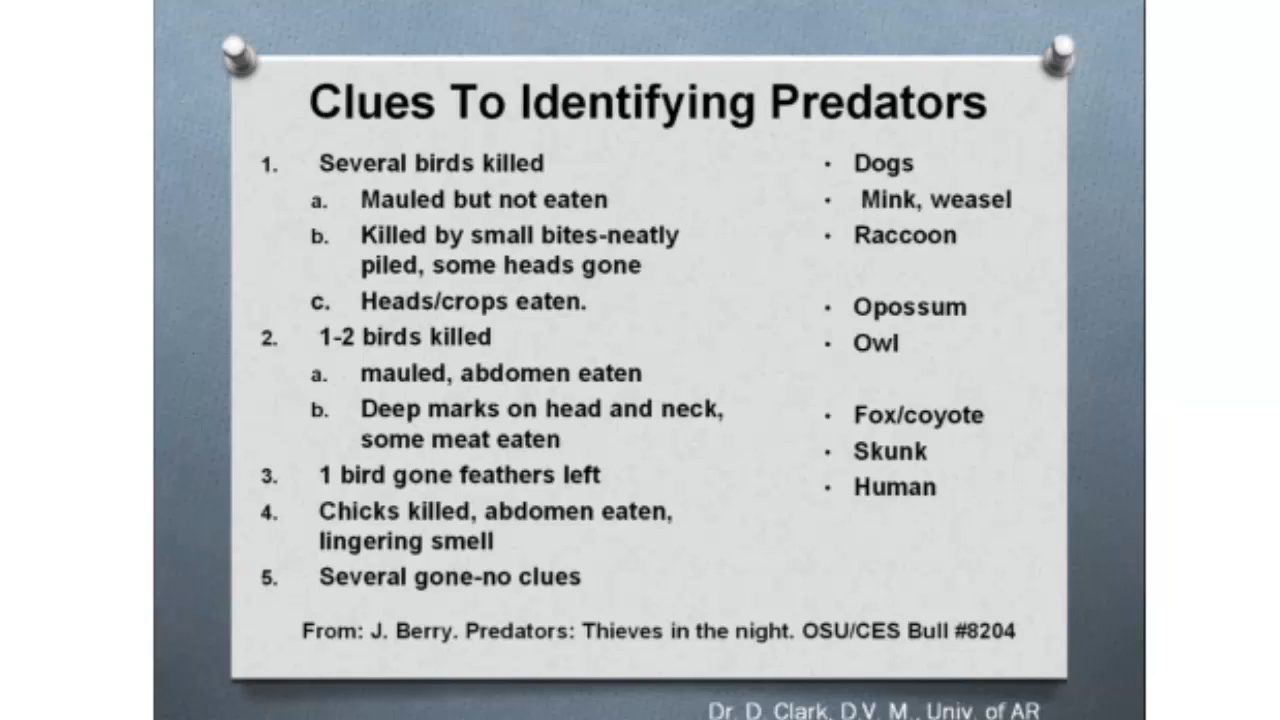 Clues To Identifying Predators
1. Several birds killed
a. Mauled but not eaten
b. Killed by small bites-neatly
piled, some heads gone
c. Heads/crops eaten.
2. 1-2 birds killed
a. mauled, abdomen eaten
b. Deep marks on head and neck,
some meat eaten
3. 1 bird gone feathers left
4. Chicks killed, abdomen eaten,
lingering smell
5. Several gone-no clues
• Dogs
• Mink, weasel
• Raccoon
• Opossum
• Owl
• Fox/coyote
• Skunk
• Human
From: J. Berry. Predators: Thieves in the night. OSU/CES Bull #8204
Dr. D. Clark, D.V. M., Univ. of AR